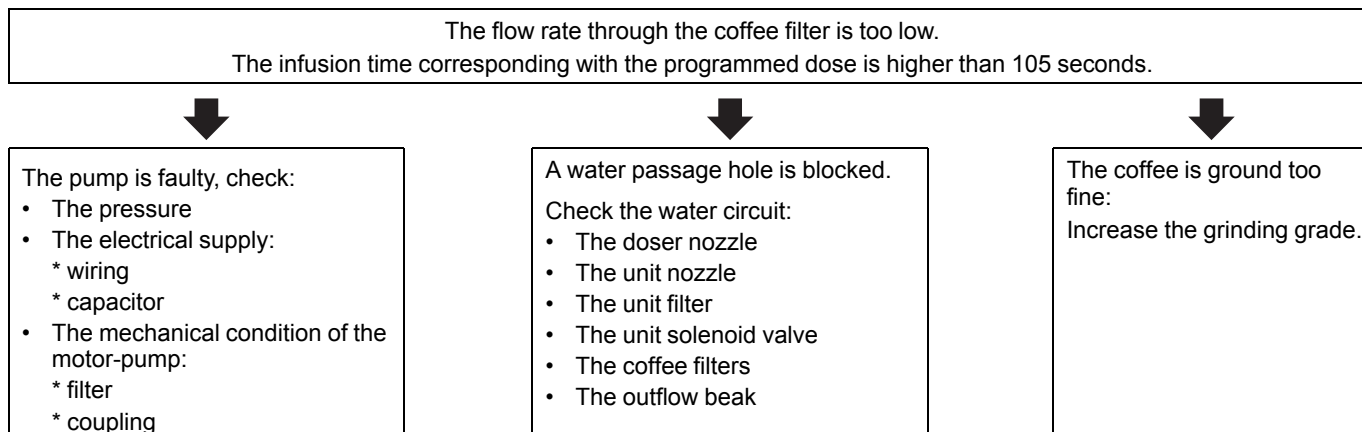 The flow rate through the coffee filter is too low.
The infusion time corresponding with the programmed dose is higher than 105 seconds.
The pump is faulty, check:
• The pressure
• The electrical supply:
* wiring
* capacitor
• The mechanical condition of the
motor-pump:
* filter
* coupling
A water passage hole is blocked.
Check the water circuit:
• The doser nozzle
• The unit nozzle
• The unit filter
• The unit solenoid valve
• The coffee filters
• The outflow beak
The coffee is ground too
fine:
Increase the grinding grade.